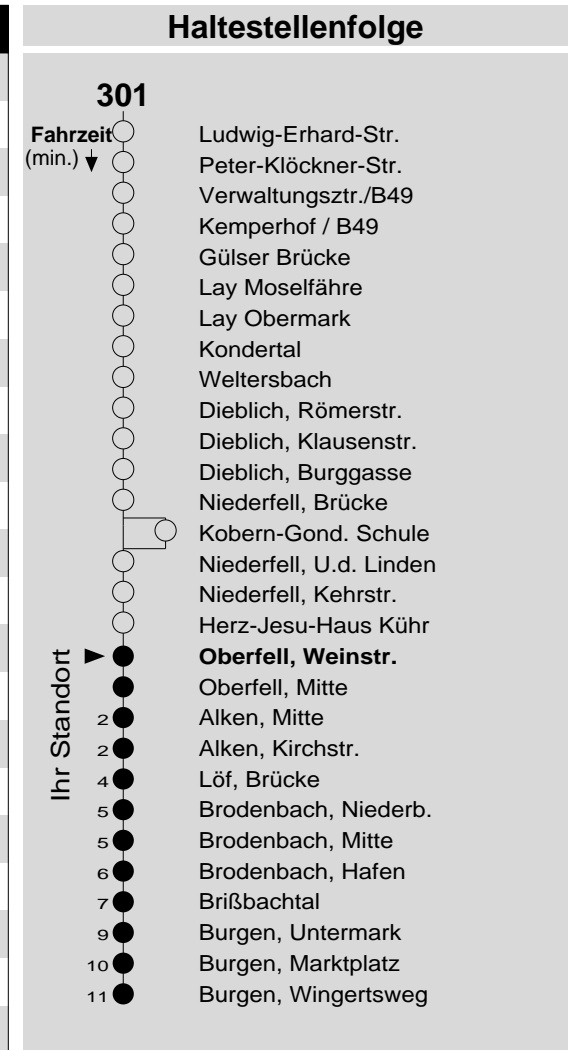 Haltestellenfolge
301
Fahrzeit
(min.)
Ludwig-Erhard-Str.
Peter-Klöckner-Str.
Verwaltungsztr./B49
Kemperhof / B49
Gülser Brücke
Lay Moselfähre
Lay Obermark
Kondertal
Weltersbach
Dieblich, Römerstr.
Dieblich, Klausenstr.
Dieblich, Burggasse
Niederfell, Brücke
Kobern-Gond. Schule
Niederfell, U.d. Linden
Niederfell, Kehrstr.
Herz-Jesu-Haus Kühr
Ihr Standort
Oberfell, Weinstr.
Oberfell, Mitte
2 Alken, Mitte
2 Alken, Kirchstr.
4 Löf, Brücke
5 Brodenbach, Niederb.
5 Brodenbach, Mitte
6 Brodenbach, Hafen
7 Brißbachtal
9 Burgen, Untermark
10 Burgen, Marktplatz
11 Burgen, Wingertsweg